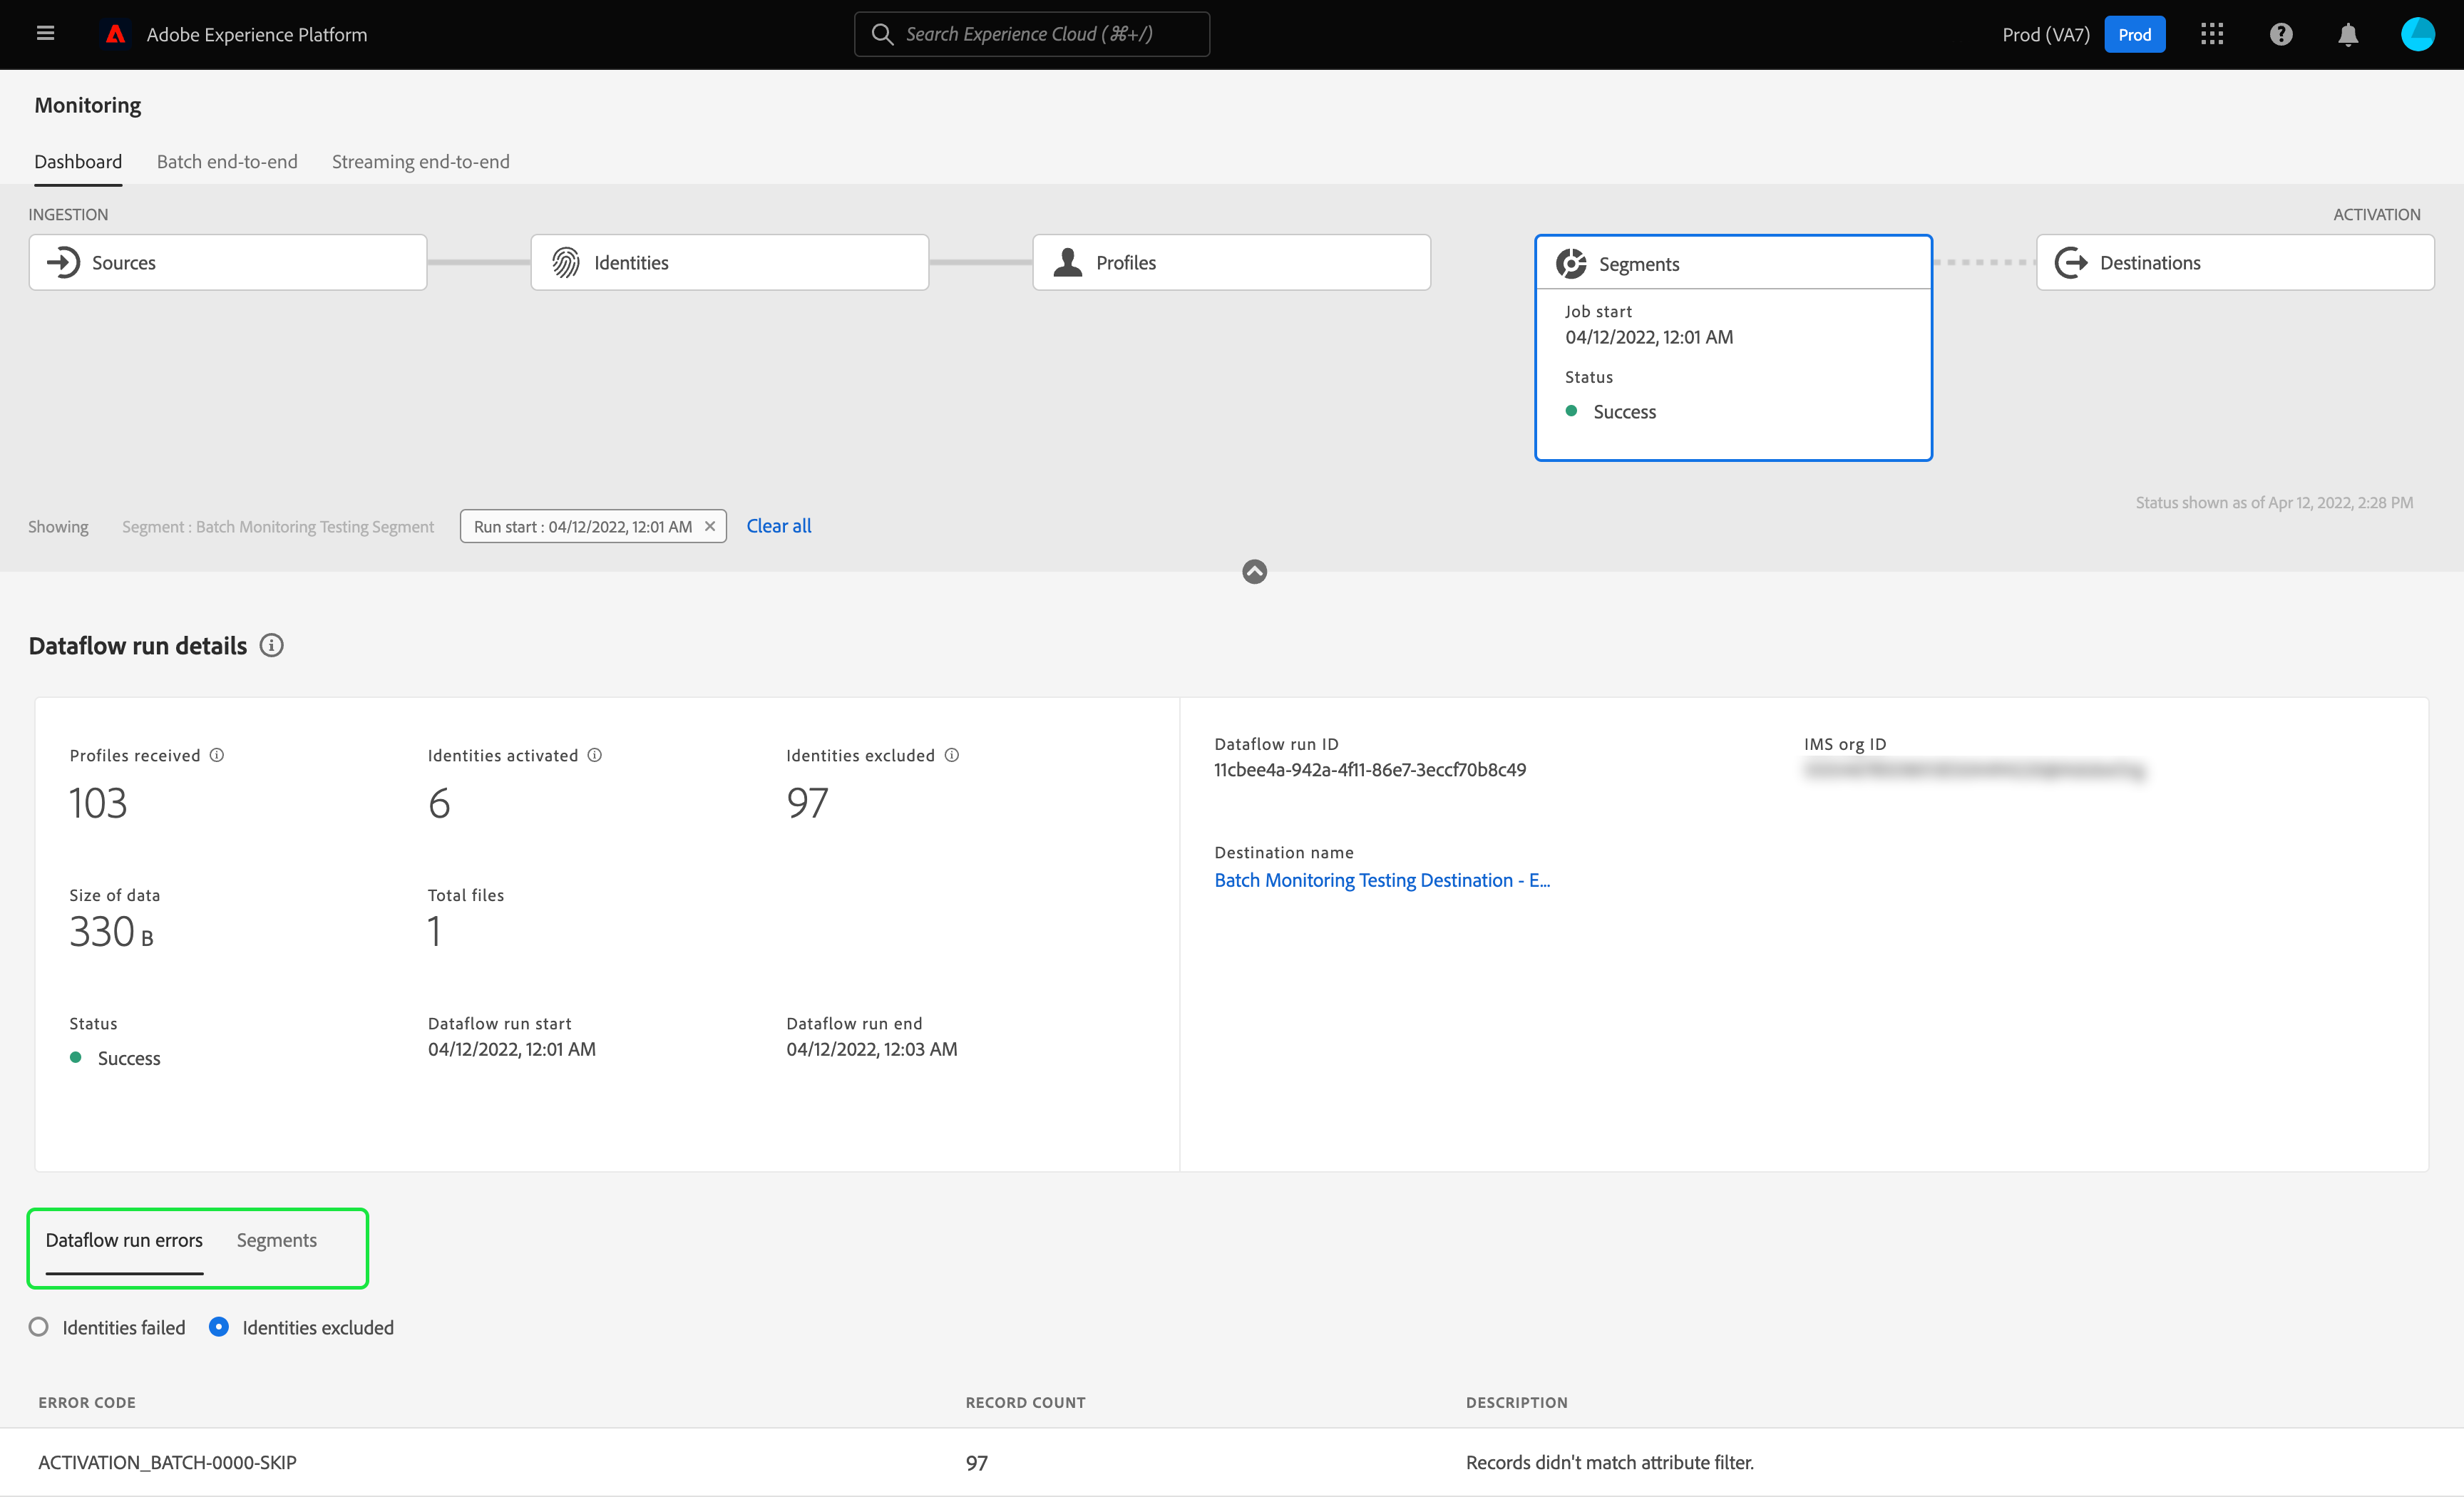 Adobe Experience Platform
Search Experience Cloud (⌘+/)
Prod (VA7)
Prod
Monitoring
Dashboard
Batch end-to-end
Streaming end-to-end
INGESTION
ACTIVATION
Sources
Identities
Profiles
Segments
Destinations
Job start
04/12/2022, 12:01 AM
Status
Success
Status shown as of Apr 12, 2022, 2:28 PM
Showing
Segment : Batch Monitoring Testing Segment
Run start : 04/12/2022, 12:01 AM
Clear all
Dataflow run details
Profiles received
103
Identities activated
6
Identities excluded
97
Size of data
330 B
Total files
1
Status
Success
Dataflow run start
04/12/2022, 12:01 AM
Dataflow run end
04/12/2022, 12:03 AM
Dataflow run ID
11cbee4a-942a-4f11-86e7-3eccf70b8c49
IMS org ID
Destination name
Batch Monitoring Testing Destination - E...
Dataflow run errors
Segments
Identities failed
Identities excluded
ERROR CODE
RECORD COUNT
DESCRIPTION
ACTIVATION_BATCH-0000-SKIP
97
Records didn't match attribute filter.